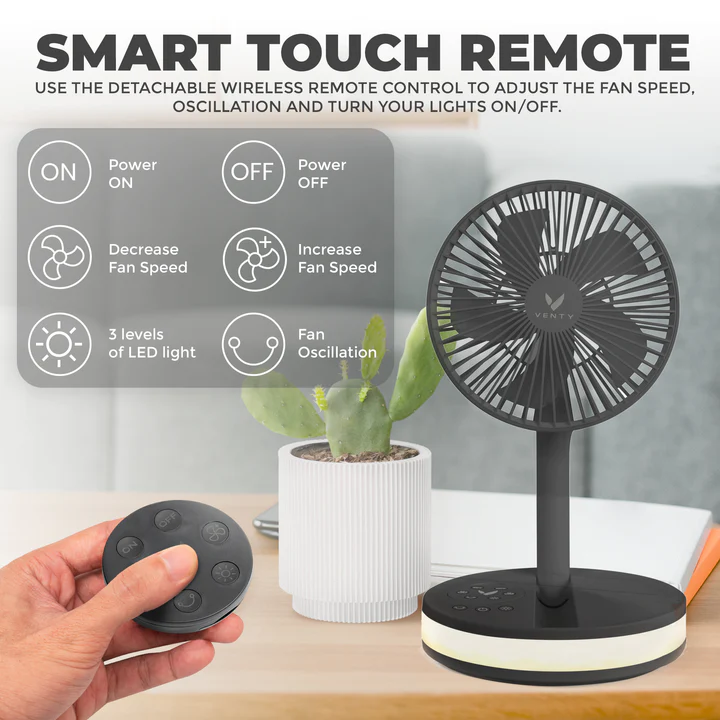 SMART TOUCH REMOTE
USE THE DETACHABLE WIRELESS REMOTE CONTROL TO ADJUST THE FAN SPEED,
OSCILLATION AND TURN YOUR LIGHTS ON/OFF.
ON
Power
ON
OFF
Power
OFF
Decrease
Fan Speed
Increase
Fan Speed
3 levels
of LED light
Fan
Oscillation
VENTY
OFF
ON